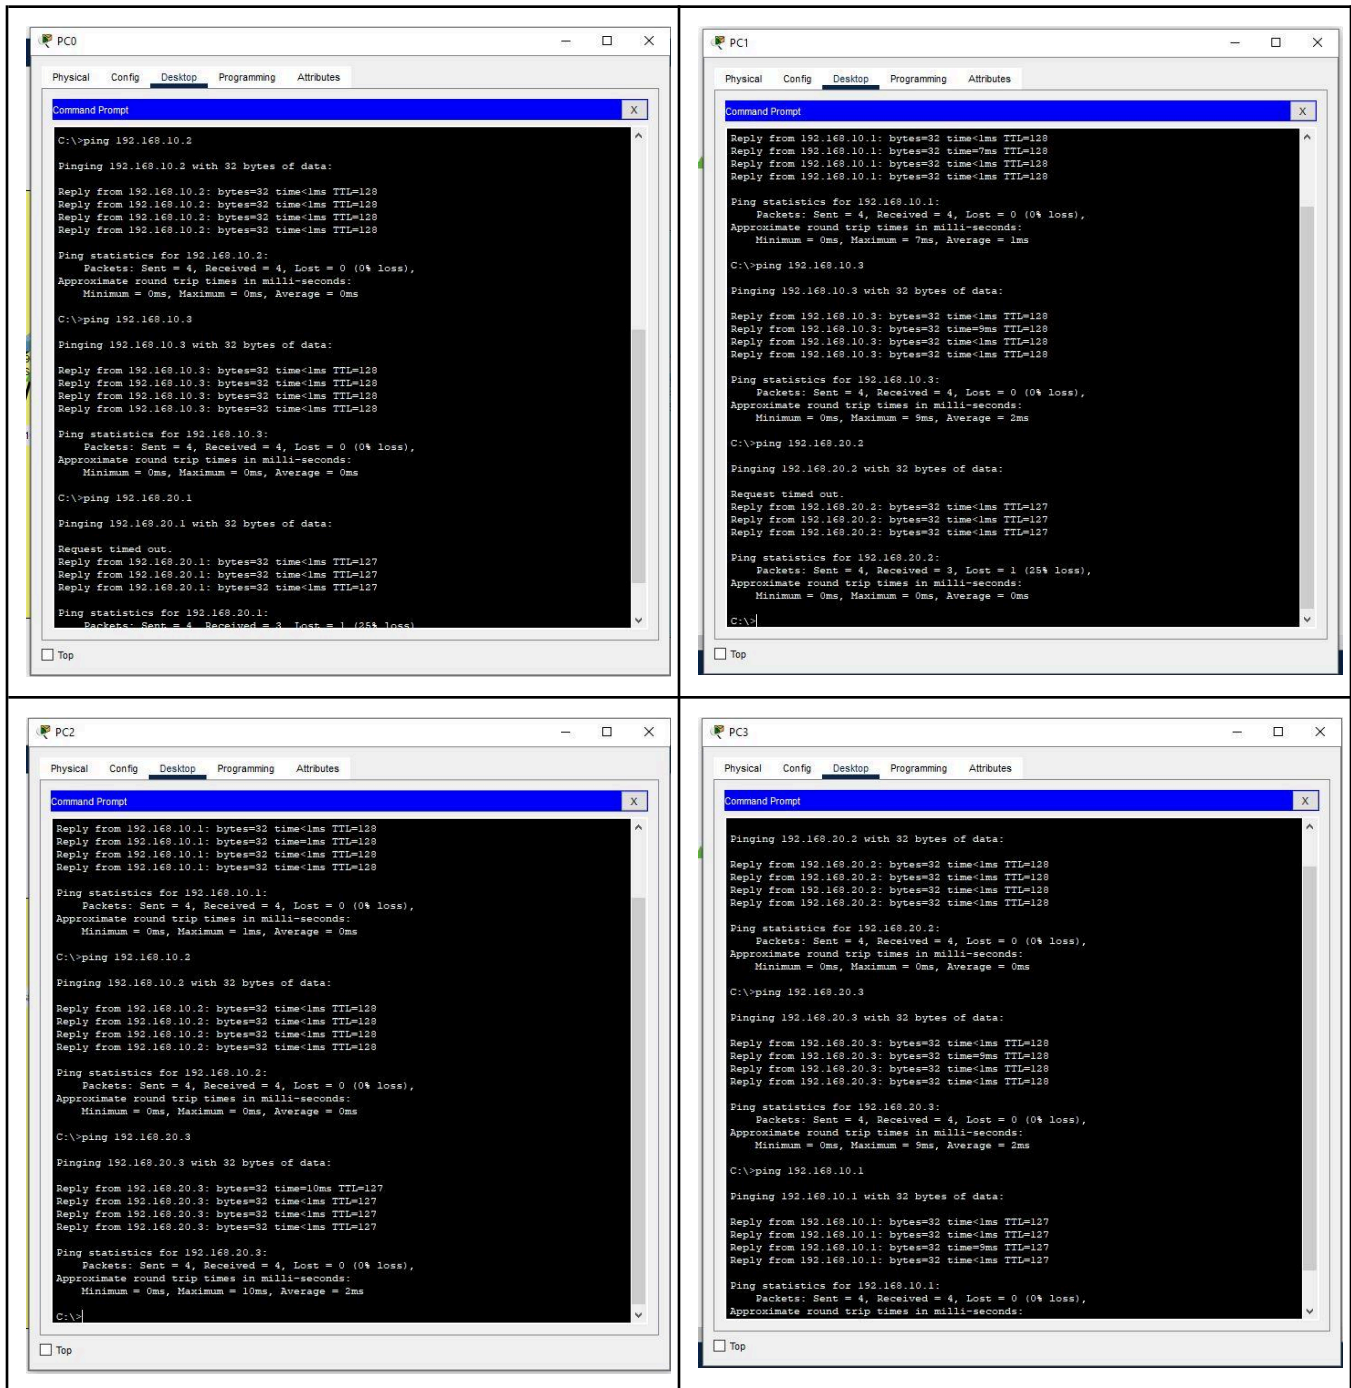 PC0
Physical Config Desktop Programming Attributes
Command Prompt X
C:\>ping 192.168.10.2
Pinging 192.168.10.2 with 32 bytes of data:
Reply from 192.168.10.2: bytes=32 time<1ms TTL=128
Reply from 192.168.10.2: bytes=32 time<1ms TTL=128
Reply from 192.168.10.2: bytes=32 time<1ms TTL=128
Reply from 192.168.10.2: bytes=32 time<1ms TTL=128
Ping statistics for 192.168.10.2:
Packets: Sent = 4, Received = 4, Lost = 0 (0% loss),
Approximate round trip times in milli-seconds:
Minimum = 0ms, Maximum = 0ms, Average = 0ms
C:\>ping 192.168.10.3
Pinging 192.168.10.3 with 32 bytes of data:
Reply from 192.168.10.3: bytes=32 time<1ms TTL=128
Reply from 192.168.10.3: bytes=32 time<1ms TTL=128
Reply from 192.168.10.3: bytes=32 time<1ms TTL=128
Reply from 192.168.10.3: bytes=32 time<1ms TTL=128
Ping statistics for 192.168.10.3:
Packets: Sent = 4, Received = 4, Lost = 0 (0% loss),
Approximate round trip times in milli-seconds:
Minimum = 0ms, Maximum = 0ms, Average = 0ms
C:\>ping 192.168.20.1
Pinging 192.168.20.1 with 32 bytes of data:
Request timed out.
Reply from 192.168.20.1: bytes=32 time<1ms TTL=127
Reply from 192.168.20.1: bytes=32 time<1ms TTL=127
Reply from 192.168.20.1: bytes=32 time<1ms TTL=127
Ping statistics for 192.168.20.1:
Packets: Sent = 4, Received = 3, Lost = 1 (25% loss)
Top
PC1
Physical Config Desktop Programming Attributes
Command Prompt X
Reply from 192.168.10.1: bytes=32 time<1ms TTL=128
Reply from 192.168.10.1: bytes=32 time=7ms TTL=128
Reply from 192.168.10.1: bytes=32 time<1ms TTL=128
Reply from 192.168.10.1: bytes=32 time<1ms TTL=128
Ping statistics for 192.168.10.1:
Packets: Sent = 4, Received = 4, Lost = 0 (0% loss),
Approximate round trip times in milli-seconds:
Minimum = 0ms, Maximum = 7ms, Average = 1ms
C:\>ping 192.168.10.3
Pinging 192.168.10.3 with 32 bytes of data:
Reply from 192.168.10.3: bytes=32 time<1ms TTL=128
Reply from 192.168.10.3: bytes=32 time=9ms TTL=128
Reply from 192.168.10.3: bytes=32 time<1ms TTL=128
Reply from 192.168.10.3: bytes=32 time<1ms TTL=128
Ping statistics for 192.168.10.3:
Packets: Sent = 4, Received = 4, Lost = 0 (0% loss),
Approximate round trip times in milli-seconds:
Minimum = 0ms, Maximum = 9ms, Average = 2ms
C:\>ping 192.168.20.2
Pinging 192.168.20.2 with 32 bytes of data:
Request timed out.
Reply from 192.168.20.2: bytes=32 time<1ms TTL=127
Reply from 192.168.20.2: bytes=32 time<1ms TTL=127
Reply from 192.168.20.2: bytes=32 time<1ms TTL=127
Ping statistics for 192.168.20.2:
Packets: Sent = 4, Received = 3, Lost = 1 (25% loss),
Approximate round trip times in milli-seconds:
Minimum = 0ms, Maximum = 0ms, Average = 0ms
C:\>
Top
PC2
Physical Config Desktop Programming Attributes
Command Prompt X
Reply from 192.168.10.1: bytes=32 time<1ms TTL=128
Reply from 192.168.10.1: bytes=32 time=1ms TTL=128
Reply from 192.168.10.1: bytes=32 time<1ms TTL=128
Reply from 192.168.10.1: bytes=32 time<1ms TTL=128
Ping statistics for 192.168.10.1:
Packets: Sent = 4, Received = 4, Lost = 0 (0% loss),
Approximate round trip times in milli-seconds:
Minimum = 0ms, Maximum = 1ms, Average = 0ms
C:\>ping 192.168.10.2
Pinging 192.168.10.2 with 32 bytes of data:
Reply from 192.168.10.2: bytes=32 time<1ms TTL=128
Reply from 192.168.10.2: bytes=32 time<1ms TTL=128
Reply from 192.168.10.2: bytes=32 time<1ms TTL=128
Reply from 192.168.10.2: bytes=32 time<1ms TTL=128
Ping statistics for 192.168.10.2:
Packets: Sent = 4, Received = 4, Lost = 0 (0% loss),
Approximate round trip times in milli-seconds:
Minimum = 0ms, Maximum = 0ms, Average = 0ms
C:\>ping 192.168.20.3
Pinging 192.168.20.3 with 32 bytes of data:
Reply from 192.168.20.3: bytes=32 time=10ms TTL=127
Reply from 192.168.20.3: bytes=32 time<1ms TTL=127
Reply from 192.168.20.3: bytes=32 time<1ms TTL=127
Reply from 192.168.20.3: bytes=32 time<1ms TTL=127
Ping statistics for 192.168.20.3:
Packets: Sent = 4, Received = 4, Lost = 0 (0% loss),
Approximate round trip times in milli-seconds:
Minimum = 0ms, Maximum = 10ms, Average = 2ms
C:\>
Top
PC3
Physical Config Desktop Programming Attributes
Command Prompt X
Pinging 192.168.20.2 with 32 bytes of data:
Reply from 192.168.20.2: bytes=32 time<1ms TTL=128
Reply from 192.168.20.2: bytes=32 time<1ms TTL=128
Reply from 192.168.20.2: bytes=32 time<1ms TTL=128
Reply from 192.168.20.2: bytes=32 time<1ms TTL=128
Ping statistics for 192.168.20.2:
Packets: Sent = 4, Received = 4, Lost = 0 (0% loss),
Approximate round trip times in milli-seconds:
Minimum = 0ms, Maximum = 0ms, Average = 0ms
C:\>ping 192.168.20.3
Pinging 192.168.20.3 with 32 bytes of data:
Reply from 192.168.20.3: bytes=32 time<1ms TTL=128
Reply from 192.168.20.3: bytes=32 time=9ms TTL=128
Reply from 192.168.20.3: bytes=32 time<1ms TTL=128
Reply from 192.168.20.3: bytes=32 time<1ms TTL=128
Ping statistics for 192.168.20.3:
Packets: Sent = 4, Received = 4, Lost = 0 (0% loss),
Approximate round trip times in milli-seconds:
Minimum = 0ms, Maximum = 9ms, Average = 2ms
C:\>ping 192.168.10.1
Pinging 192.168.10.1 with 32 bytes of data:
Reply from 192.168.10.1: bytes=32 time<1ms TTL=127
Reply from 192.168.10.1: bytes=32 time<1ms TTL=127
Reply from 192.168.10.1: bytes=32 time=9ms TTL=127
Reply from 192.168.10.1: bytes=32 time<1ms TTL=127
Ping statistics for 192.168.10.1:
Packets: Sent = 4, Received = 4, Lost = 0 (0% loss),
Approximate round trip times in milli-seconds:
Top